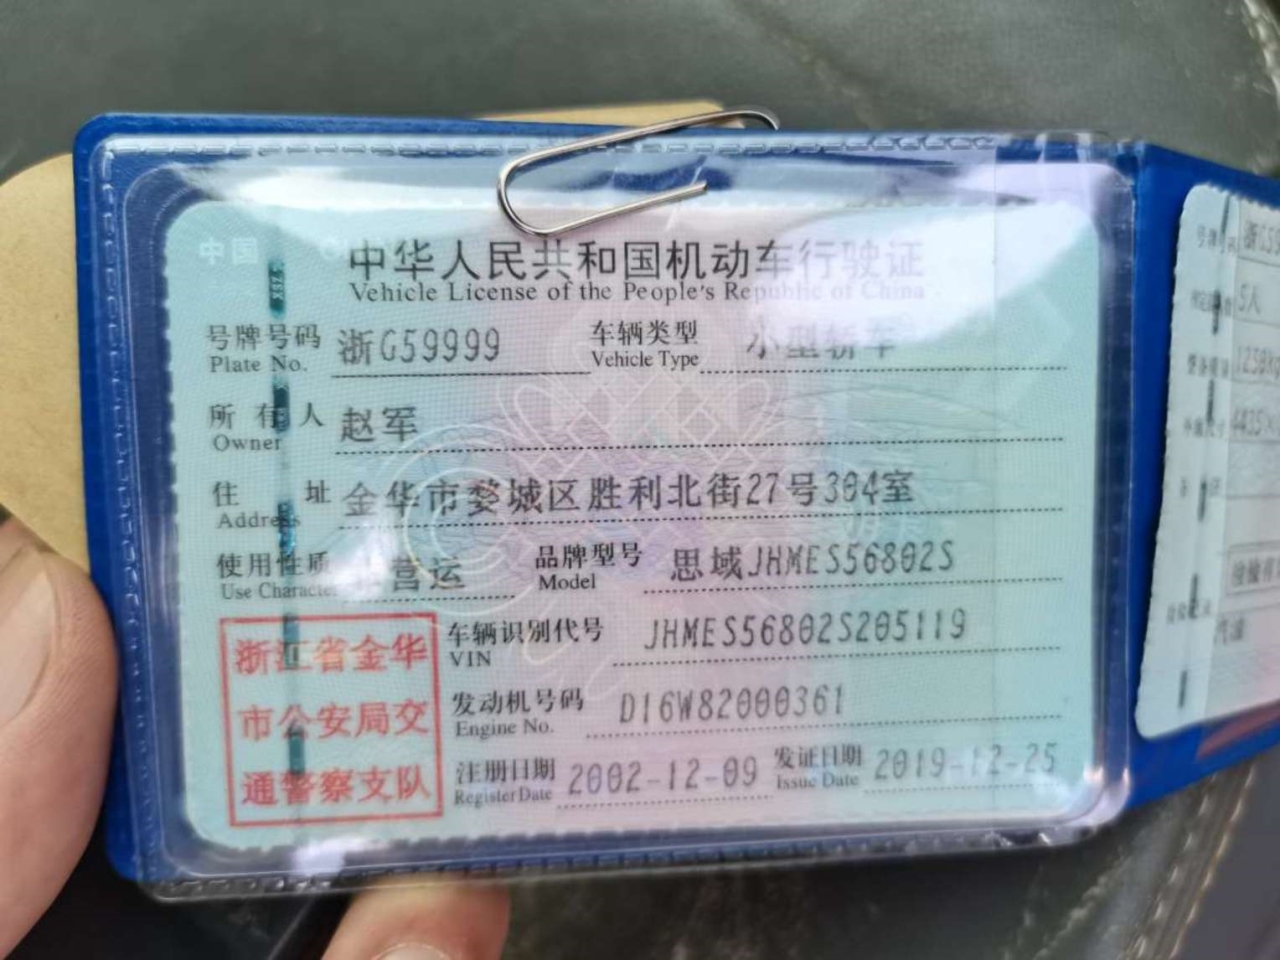 中国
中华人民共和国机动车行驶证
Vehicle License of the People's Republic of China
号牌号码 浙G59999 车辆类型 小型轿车
Plate No. Vehicle Type
所有人 赵军
Owner
住址 金华市婺城区胜利北街27号304室
Address
使用性质 营运 品牌型号 思域JHMES56802S
Use Character Model
浙江省金华
市公安局交
通警察支队
车辆识别代号 JHMES56802S205119
VIN
发动机号码 D16W82000361
Engine No.
注册日期 2002-12-09 发证日期 2019-12-25
Register Date Issue Date
5人
汽油